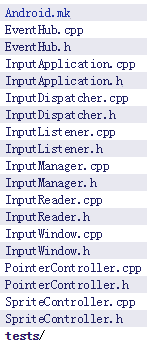 Android.mk
EventHub.cpp
EventHub.h
InputApplication.cpp
InputApplication.h
InputDispatcher.cpp
InputDispatcher.h
InputListener.cpp
InputListener.h
InputManager.cpp
InputManager.h
InputReader.cpp
InputReader.h
InputWindow.cpp
InputWindow.h
PointerController.cpp
PointerController.h
SpriteController.cpp
SpriteController.h
tests/